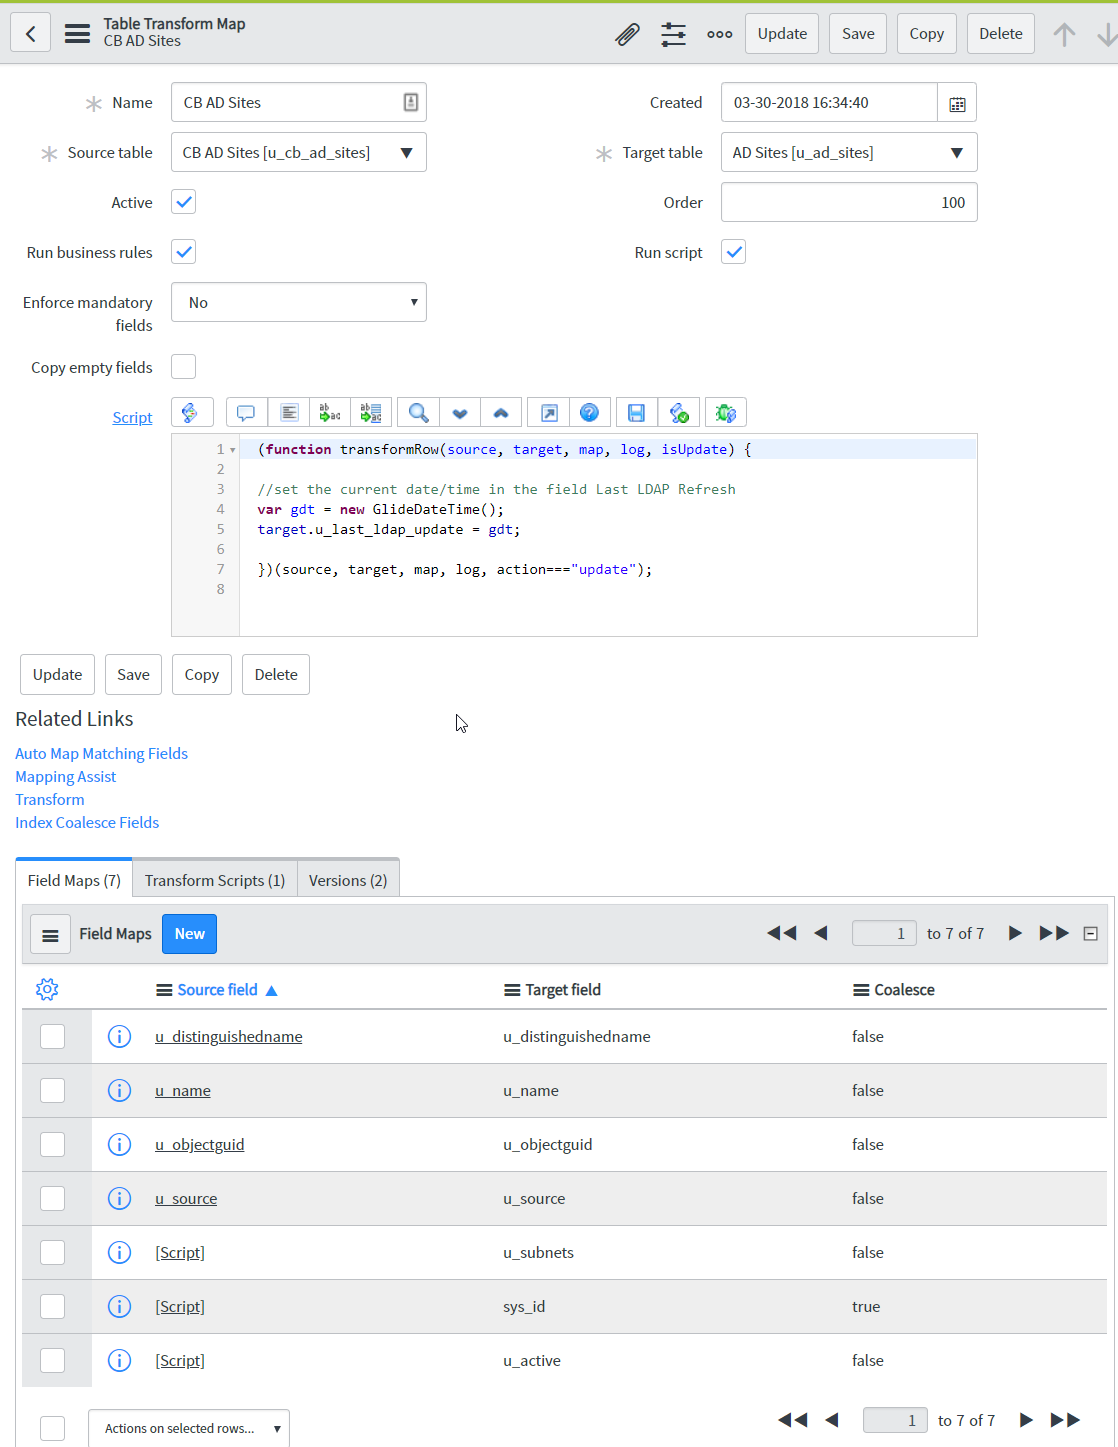 Table Transform Map
CB AD Sites
Update
Save
Copy
Delete
Name
CB AD Sites
Created
03-30-2018 16:34:40
Source table
CB AD Sites [u_cb_ad_sites]
Target table
AD Sites [u_ad_sites]
Active
Order
100
Run business rules
Run script
Enforce mandatory
fields
No
Copy empty fields
Script
1 (function transformRow(source, target, map, log, isUpdate) {
2
3 //set the current date/time in the field Last LDAP Refresh
4 var gdt = new GlideDateTime();
5 target.u_last_ldap_update = gdt;
6
7 })(source, target, map, log, action==="update");
8
Update
Save
Copy
Delete
Related Links
Auto Map Matching Fields
Mapping Assist
Transform
Index Coalesce Fields
Field Maps (7)
Transform Scripts (1)
Versions (2)
Field Maps
New
1 to 7 of 7
Source field
Target field
Coalesce
u_distinguishedname u_distinguishedname false
u_name u_name false
u_objectguid u_objectguid false
u_source u_source false
[Script] u_subnets false
[Script] sys_id true
[Script] u_active false
Actions on selected rows...
1 to 7 of 7